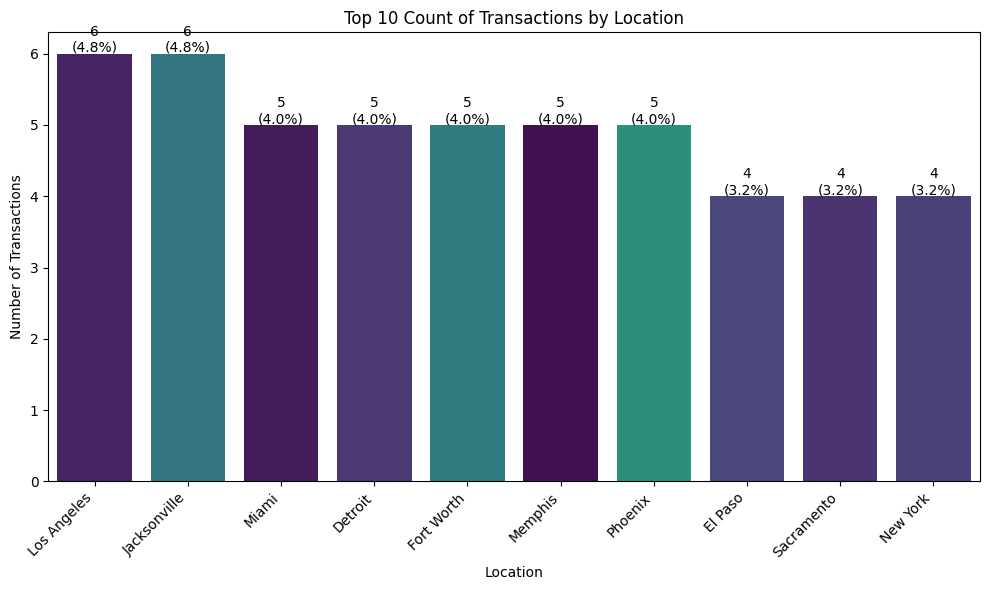 Top 10 Count of Transactions by Location
Number of Transactions
6
5
4
3
2
1
0
6
(4.8%)
6
(4.8%)
5
(4.0%)
5
(4.0%)
5
(4.0%)
5
(4.0%)
5
(4.0%)
4
(3.2%)
4
(3.2%)
4
(3.2%)
Los Angeles
Jacksonville
Miami
Detroit
Fort Worth
Memphis
Phoenix
El Paso
Sacramento
New York
Location